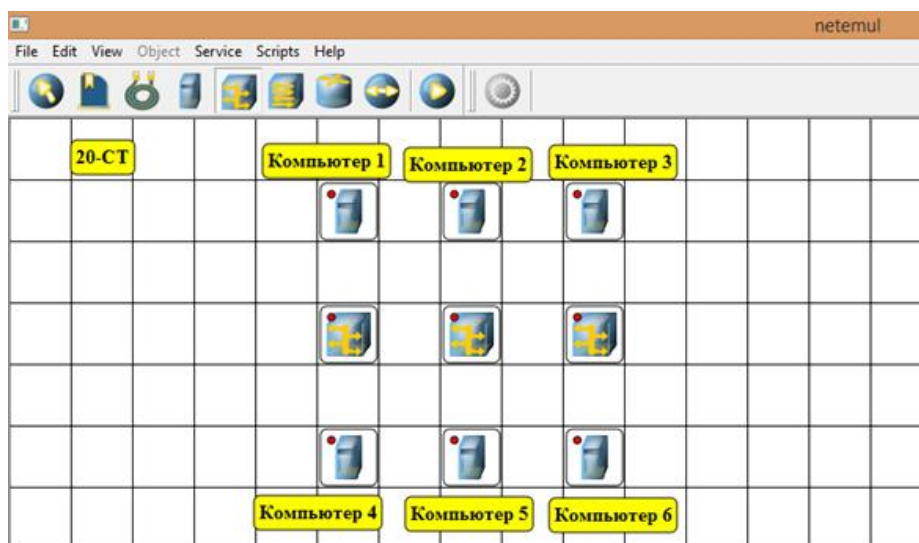 netemul
File Edit View Object Service Scripts Help
20-СТ Компьютер 1 Компьютер 2 Компьютер 3
Компьютер 4 Компьютер 5 Компьютер 6